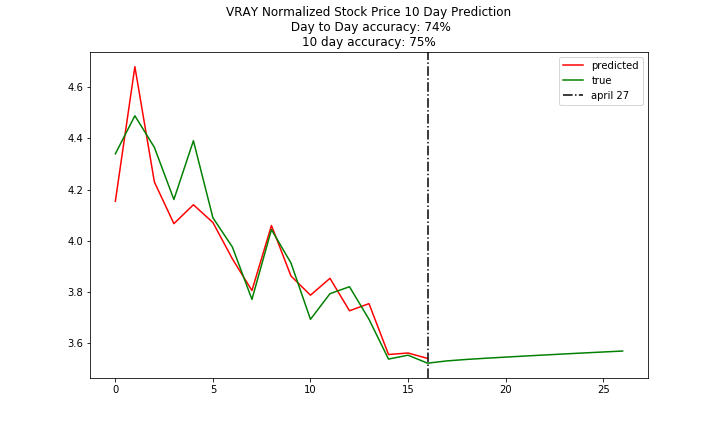 VRAY Normalized Stock Price 10 Day Prediction
Day to Day accuracy: 74%
10 day accuracy: 75%
predicted
true
april 27
4.6
4.4
4.2
4.0
3.8
3.6
0 5 10 15 20 25